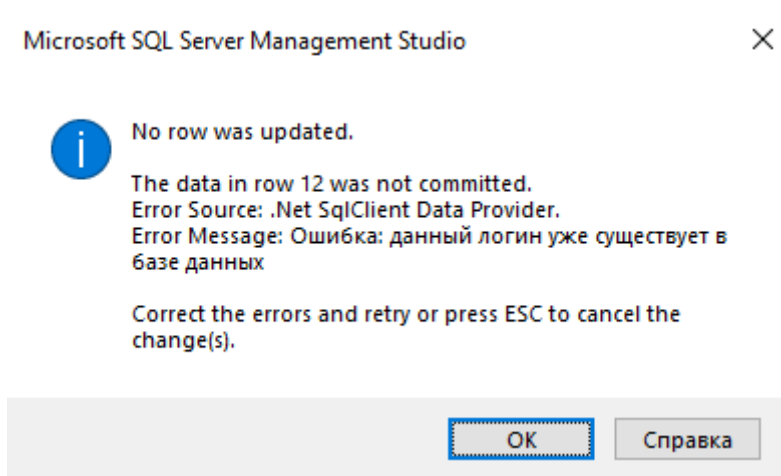 Microsoft SQL Server Management Studio
No row was updated.
The data in row 12 was not committed.
Error Source: .Net SqlClient Data Provider.
Error Message: Ошибка: данный логин уже существует в
базе данных
Correct the errors and retry or press ESC to cancel the
change(s).
OK
Справка